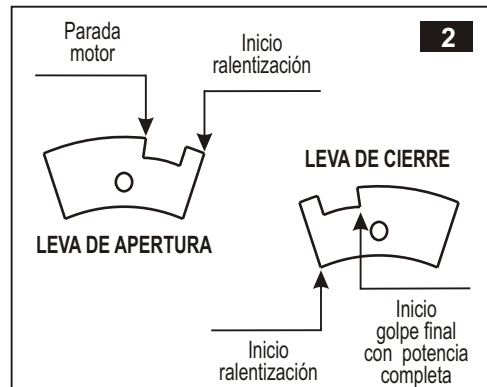 2
Parada
motor
Inicio
ralentización
LEVA DE APERTURA
LEVA DE CIERRE
Inicio
ralentización
Inicio
golpe final
con potencia
completa